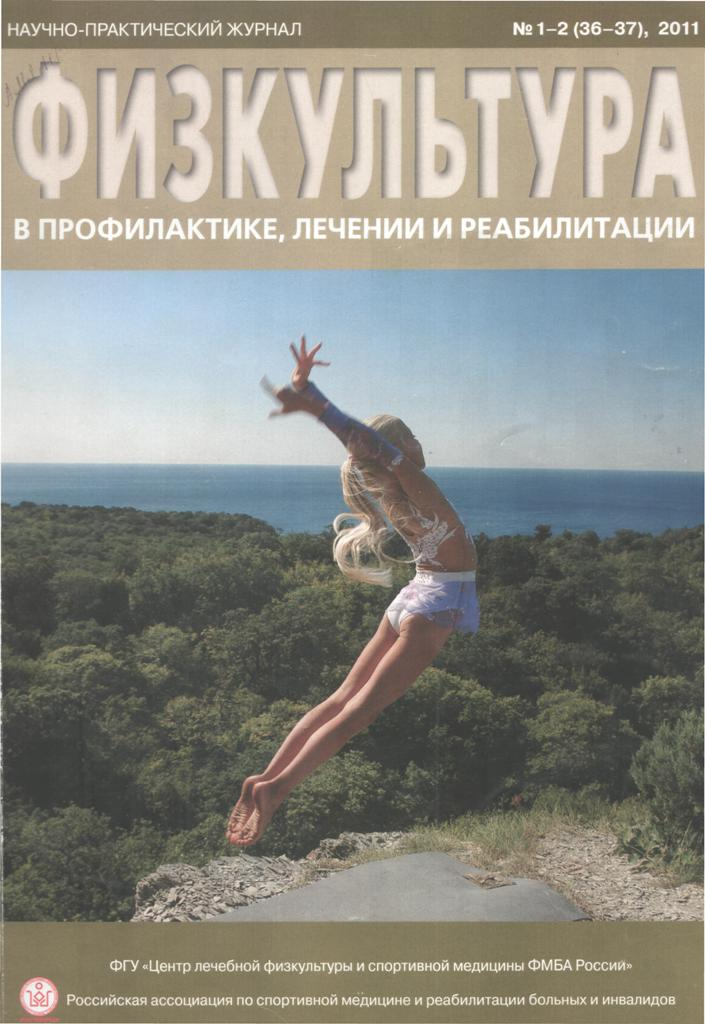 НАУЧНО-ПРАКТИЧЕСКИЙ ЖУРНАЛ
№ 1–2 (36–37), 2011
ФИЗКУЛЬТУРА
В ПРОФИЛАКТИКЕ, ЛЕЧЕНИИ И РЕАБИЛИТАЦИИ
ФГУ «Центр лечебной физкультуры и спортивной медицины ФМБА России»
Российская ассоциация по спортивной медицине и реабилитации больных и инвалидов